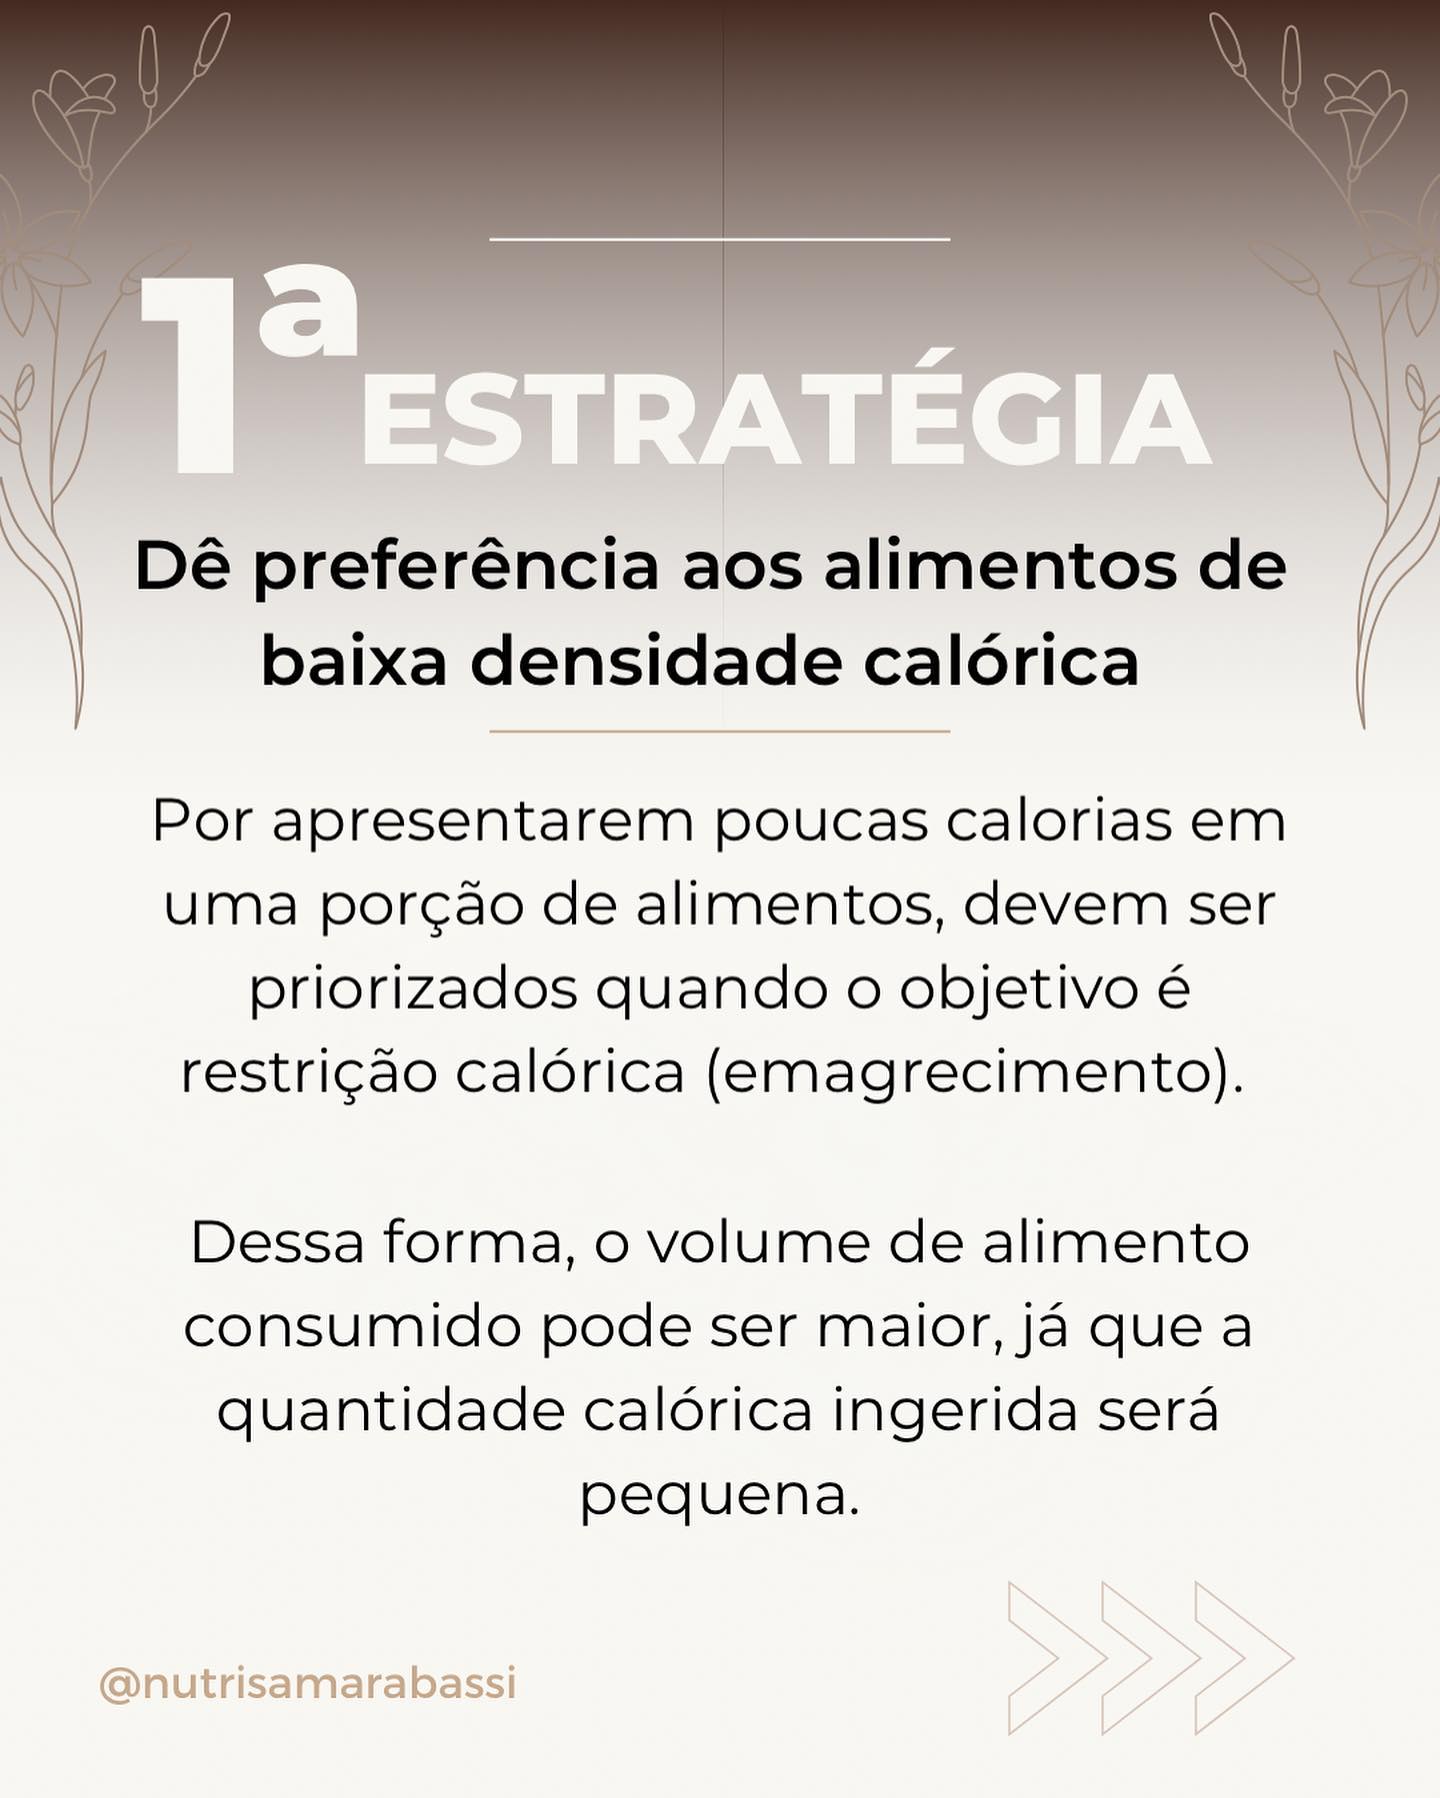 1ª ESTRATÉGIA
Dê preferência aos alimentos de
baixa densidade calórica
Por apresentarem poucas calorias em
uma porção de alimentos, devem ser
priorizados quando o objetivo é
restrição calórica (emagrecimento).
Dessa forma, o volume de alimento
consumido pode ser maior, já que a
quantidade calórica ingerida será
pequena.
@nutrisamarabassi